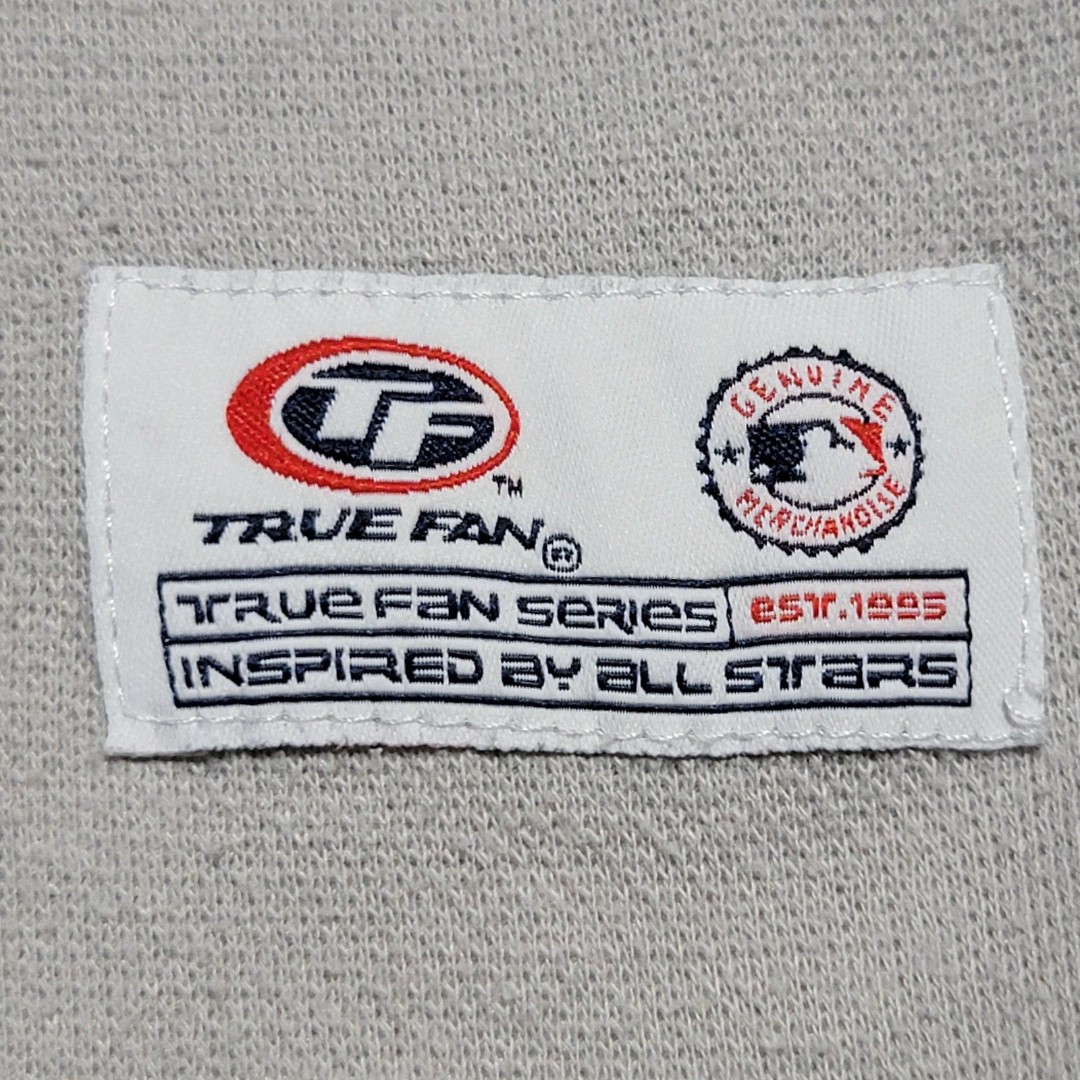 TF
TM
TRUE FAN®
GENUINE
MERCHANDISE
TRUE FAN SERIES EST.1995
INSPIRED BY ALL STARS